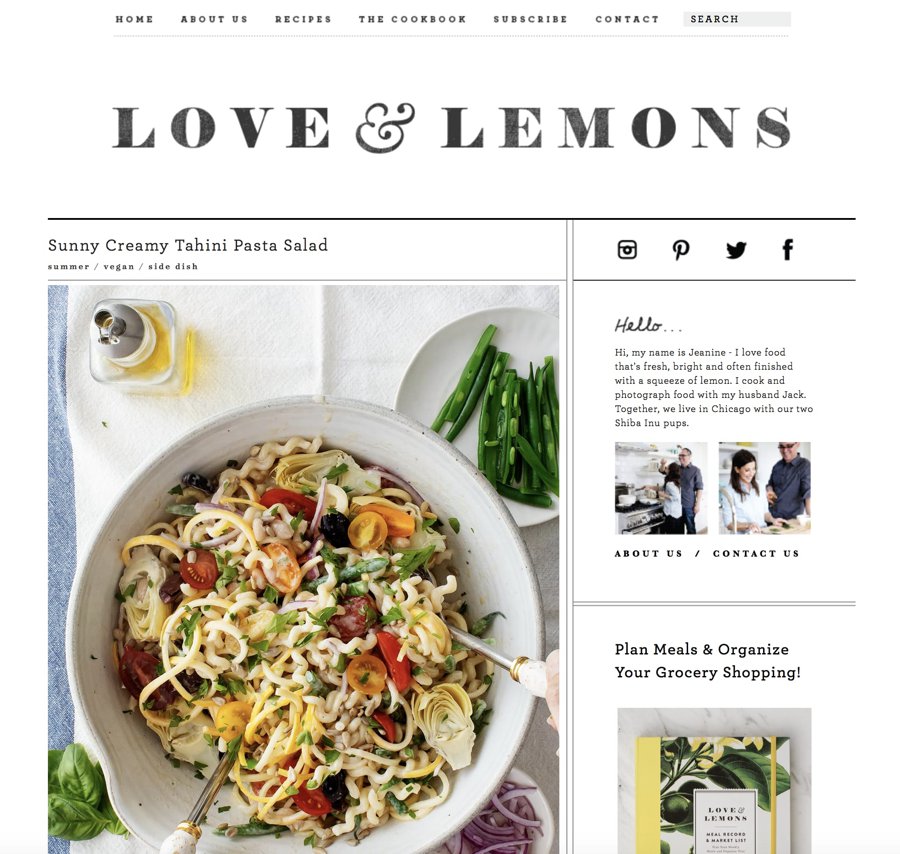 HOME ABOUT US RECIPES THE COOKBOOK SUBSCRIBE CONTACT SEARCH
LOVE & LEMONS
Sunny Creamy Tahini Pasta Salad
summer / vegan / side dish
Hello...
Hi, my name is Jeanine - I love food
that's fresh, bright and often finished
with a squeeze of lemon. I cook and
photograph food with my husband Jack.
Together, we live in Chicago with our two
Shiba Inu pups.
ABOUT US / CONTACT US
Plan Meals & Organize
Your Grocery Shopping!
LOVE &
LEMONS
MEAL RECORD
& MARKET LIST